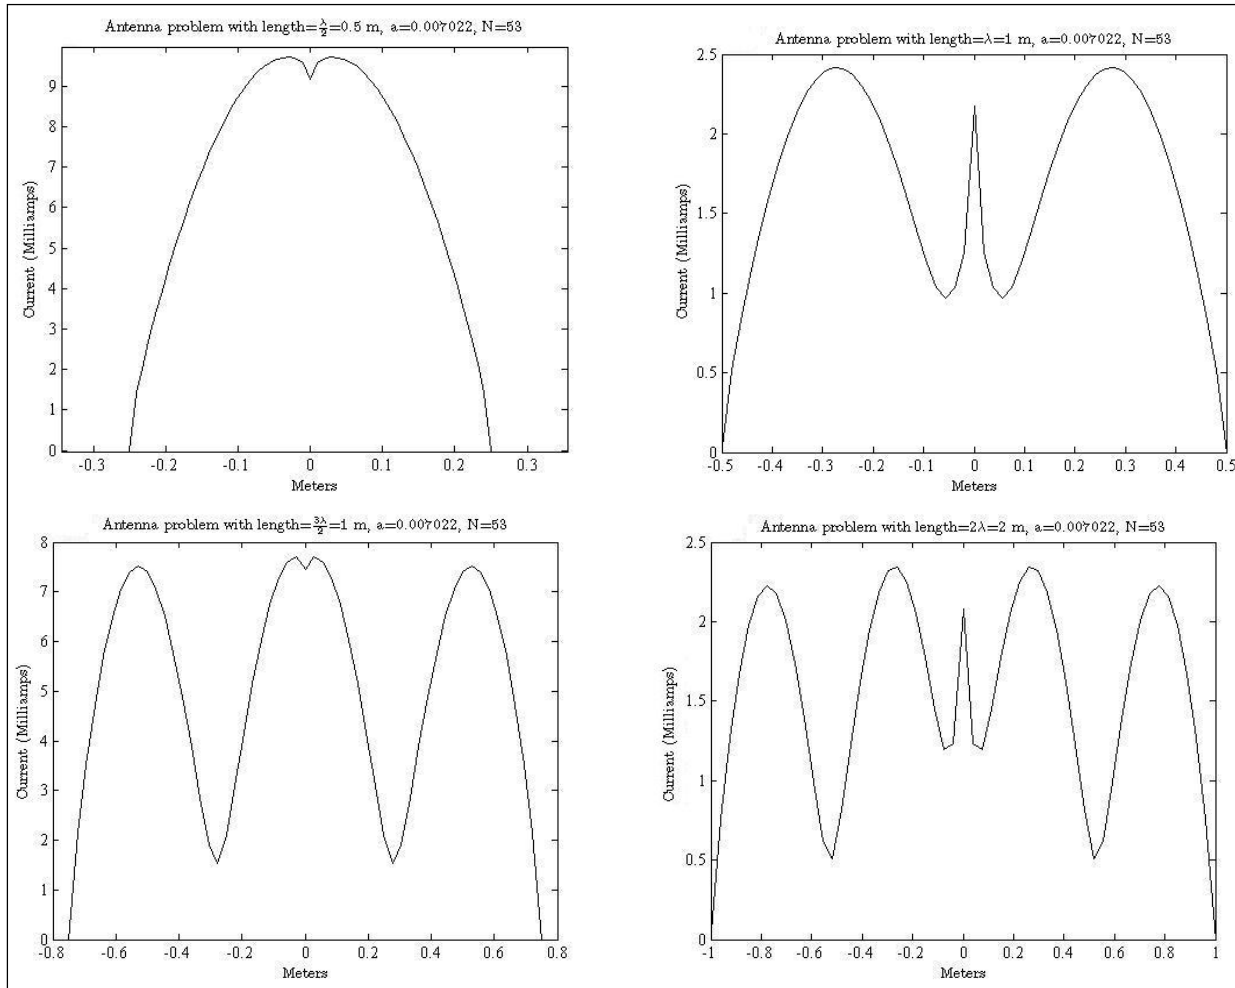 Antenna problem with length=λ/2=0.5 m, a=0.007022, N=53
9
8
7
6
5
4
3
2
1
0
Current (Milliamps)
-0.3 -0.2 -0.1 0 0.1 0.2 0.3
Meters
Antenna problem with length=λ=1 m, a=0.007022, N=53
2.5
2
1.5
1
0.5
0
Current (Milliamps)
-0.5 -0.4 -0.3 -0.2 -0.1 0 0.1 0.2 0.3 0.4 0.5
Meters
Antenna problem with length=3λ/2=1 m, a=0.007022, N=53
8
7
6
5
4
3
2
1
0
Current (Milliamps)
-0.8 -0.6 -0.4 -0.2 0 0.2 0.4 0.6 0.8
Meters
Antenna problem with length=2λ=2 m, a=0.007022, N=53
2.5
2
1.5
1
0.5
0
Current (Milliamps)
-1 -0.8 -0.6 -0.4 -0.2 0 0.2 0.4 0.6 0.8 1
Meters